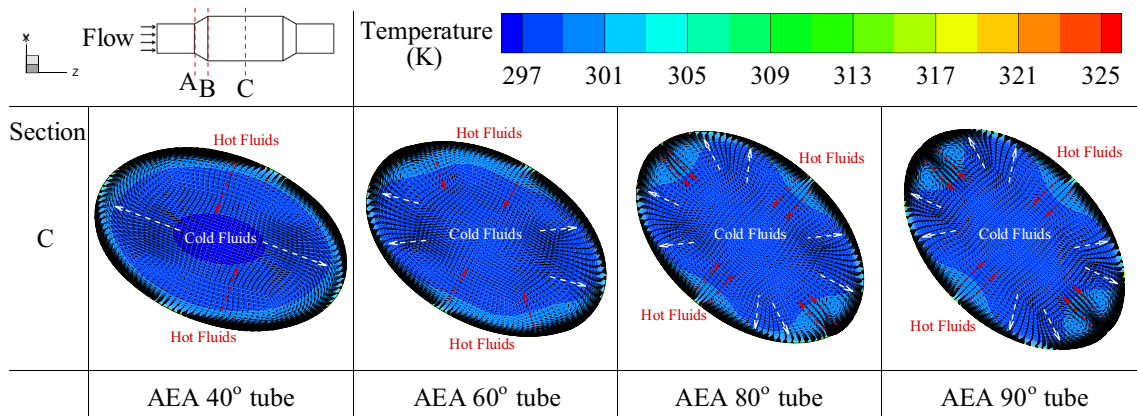 Flow
Temperature
(K)
x
Z
A B C
297 301 305 309 313 317 321 325
Section
C
Hot Fluids
Cold Fluids
Hot Fluids
Hot Fluids
Cold Fluids
Hot Fluids
Hot Fluids
Cold Fluids
Hot Fluids
Hot Fluids
Cold Fluids
Hot Fluids
AEA 40° tube
AEA 60° tube
AEA 80° tube
AEA 90° tube